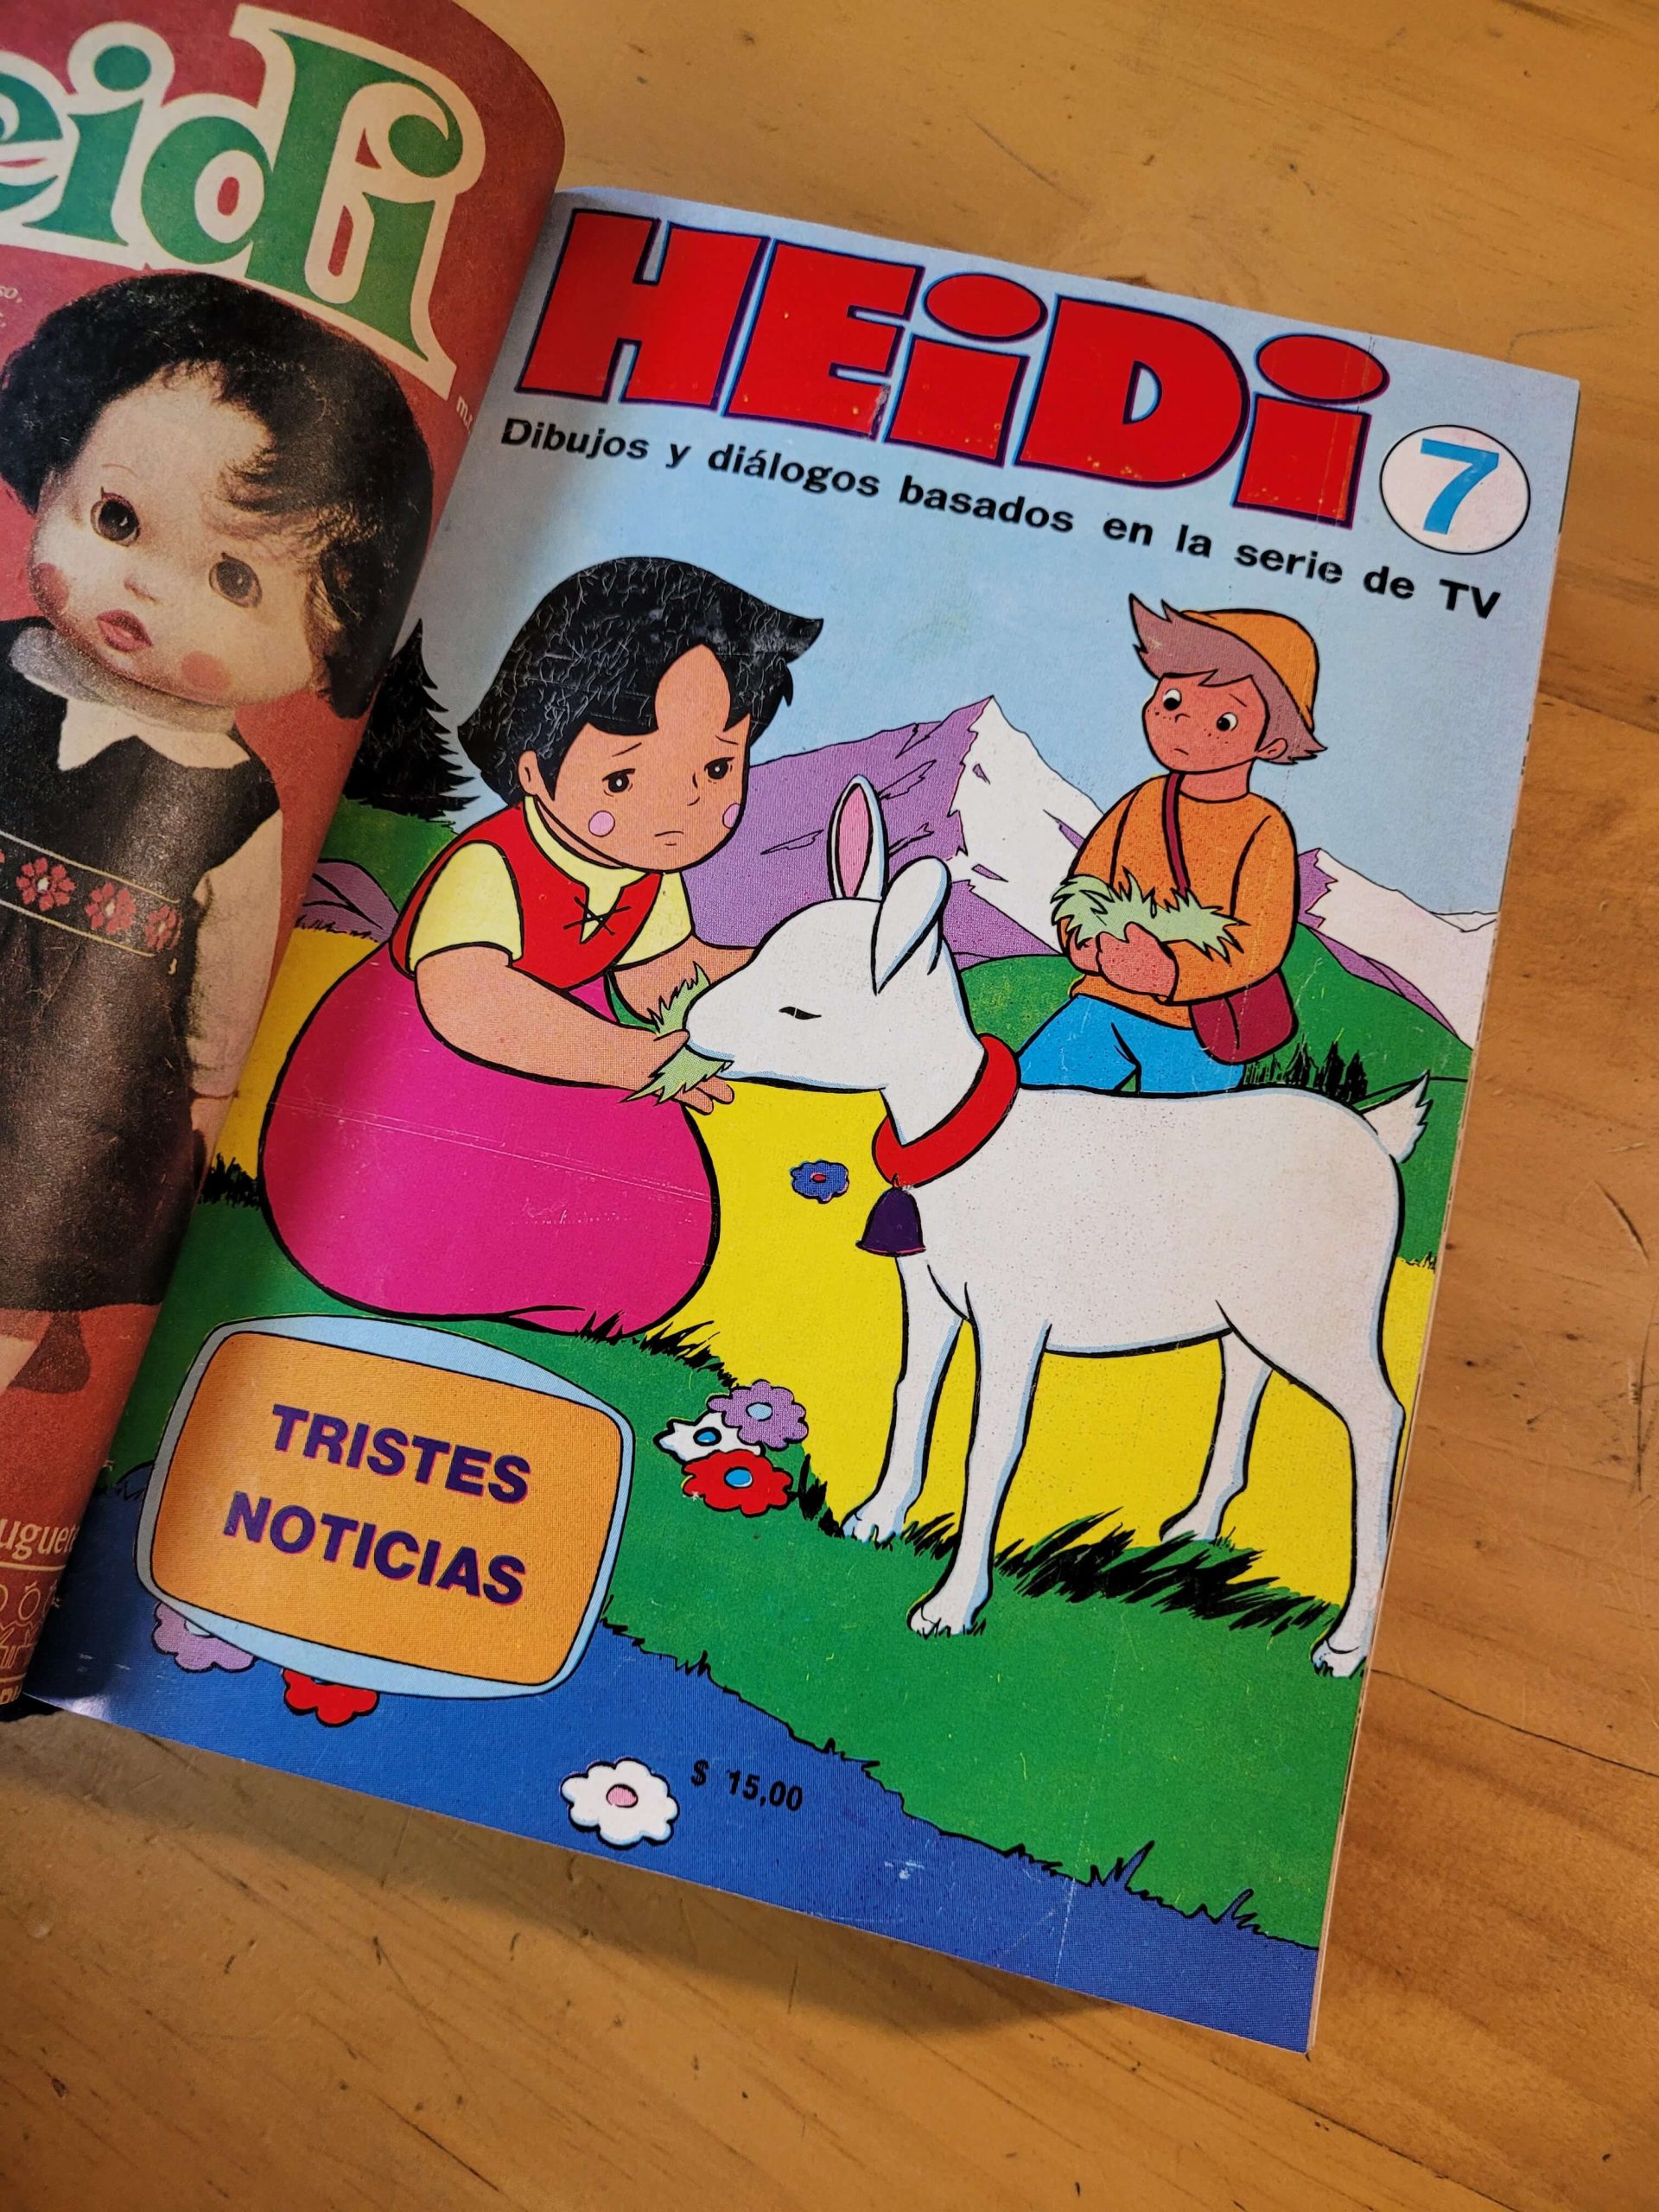 eidi
HEiDi 7
Dibujos y diálogos basados en la serie de TV
TRISTES
NOTICIAS
$ 15,00